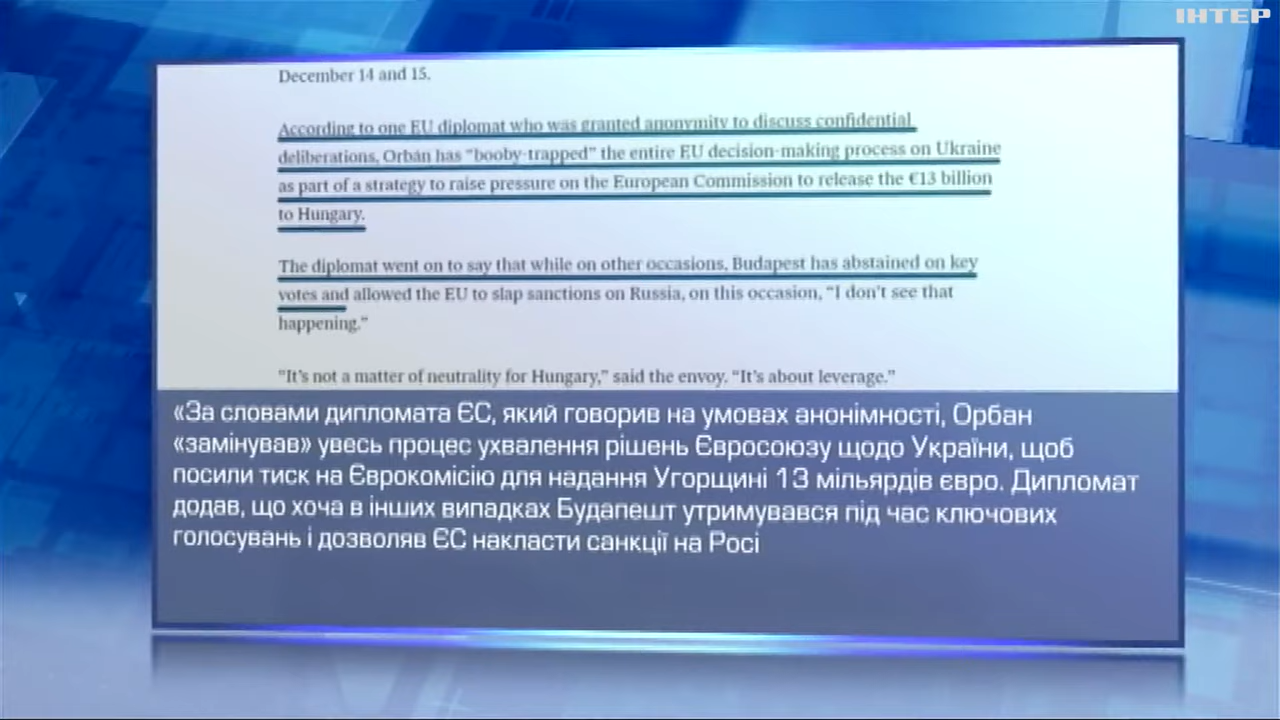 ІНТЕР
December 14 and 15.
According to one EU diplomat who was granted anonymity to discuss confidential
deliberations, Orbán has “booby-trapped” the entire EU decision-making process on Ukraine
as part of a strategy to raise pressure on the European Commission to release the €13 billion
to Hungary.
The diplomat went on to say that while on other occasions, Budapest has abstained on key
votes and allowed the EU to slap sanctions on Russia, on this occasion, “I don’t see that
happening.”
“It’s not a matter of neutrality for Hungary,” said the envoy. “It’s about leverage.”
«За словами дипломата ЄС, який говорив на умовах анонімності, Орбан
«замінував» увесь процес ухвалення рішень Євросоюзу щодо України, щоб
посили тиск на Єврокомісію для надання Угорщині 13 мільярдів євро. Дипломат
додав, що хоча в інших випадках Будапешт утримувався під час ключових
голосувань і дозволяв ЄС накласти санкції на Росі